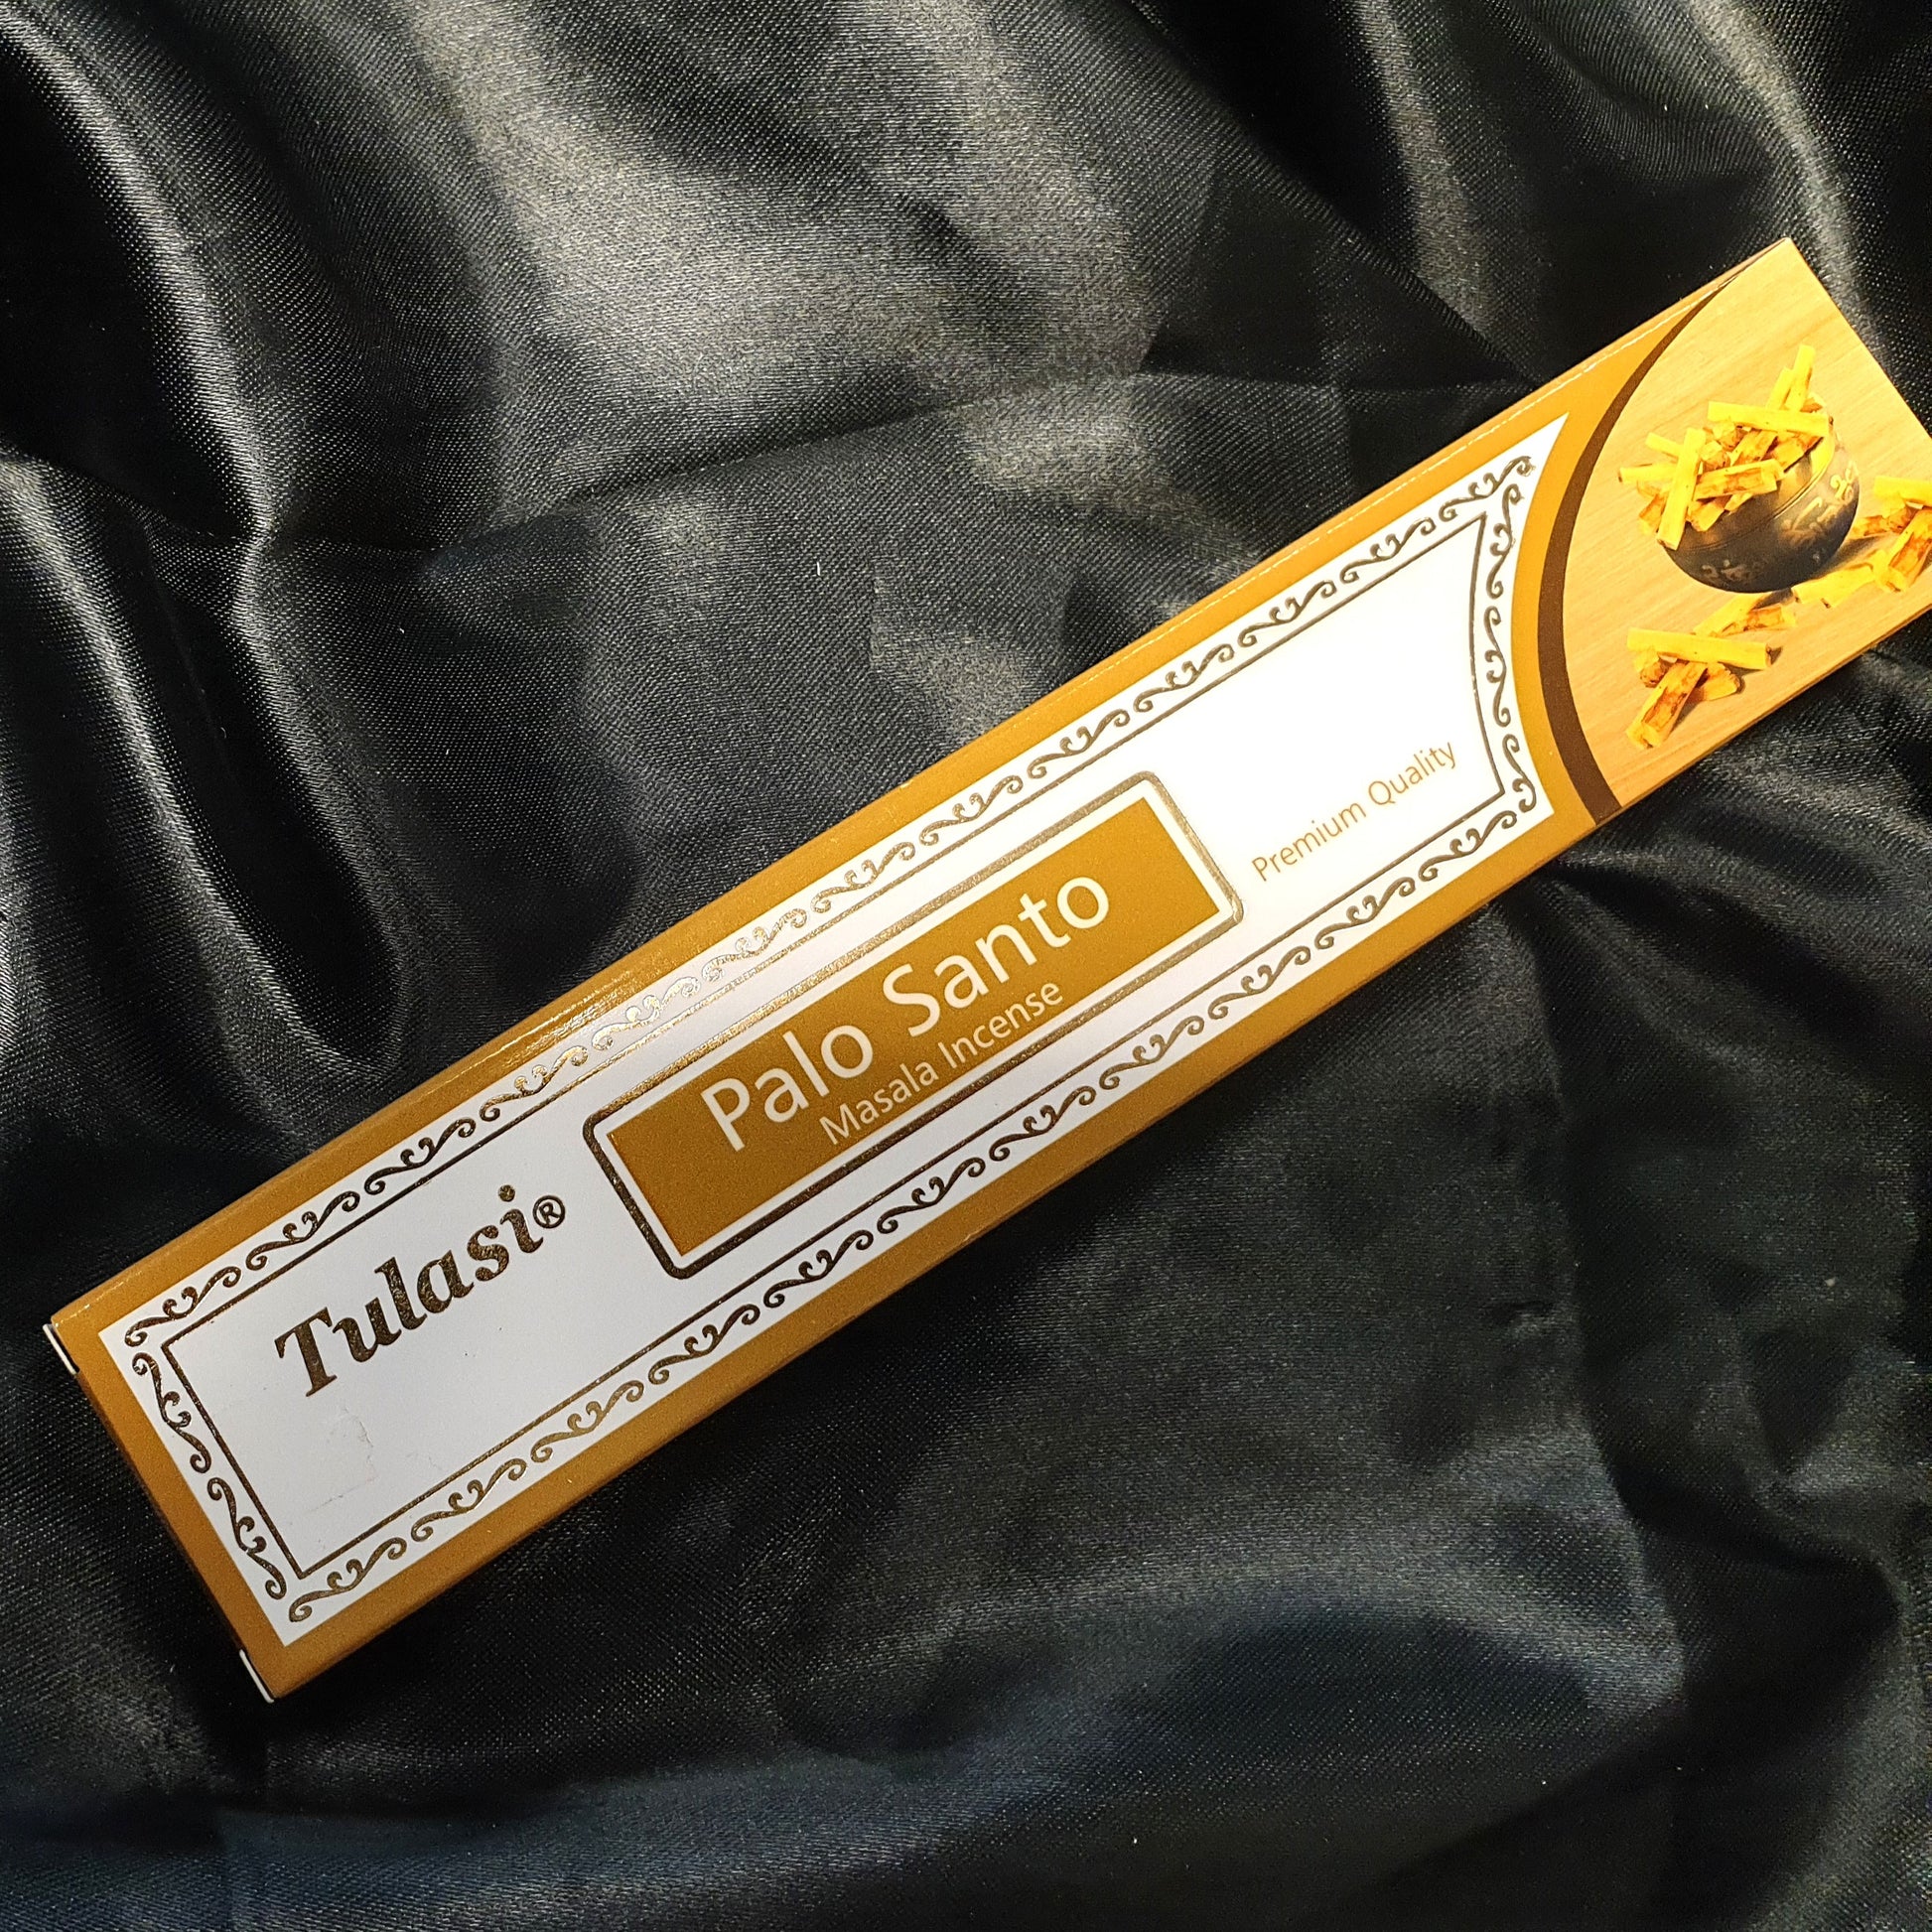 Tulasi®
Palo Santo
Masala Incense
Premium Quality